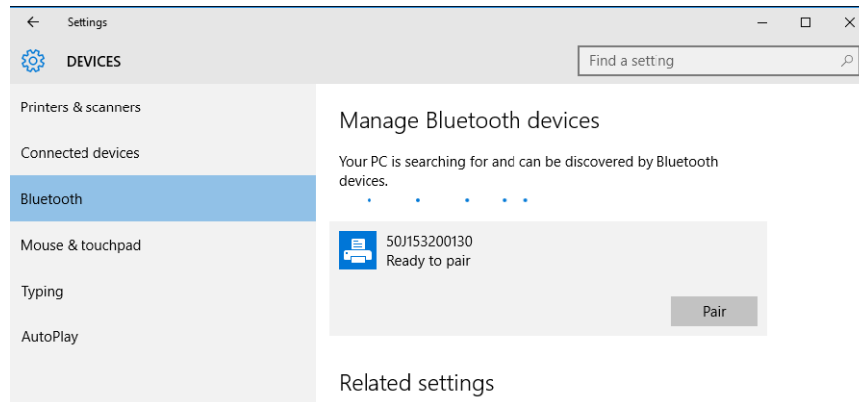 Settings
DEVICES
Find a setting
Printers & scanners
Connected devices
Bluetooth
Mouse & touchpad
Typing
AutoPlay
Manage Bluetooth devices
Your PC is searching for and can be discovered by Bluetooth
devices.
50J153200130
Ready to pair
Pair
Related settings